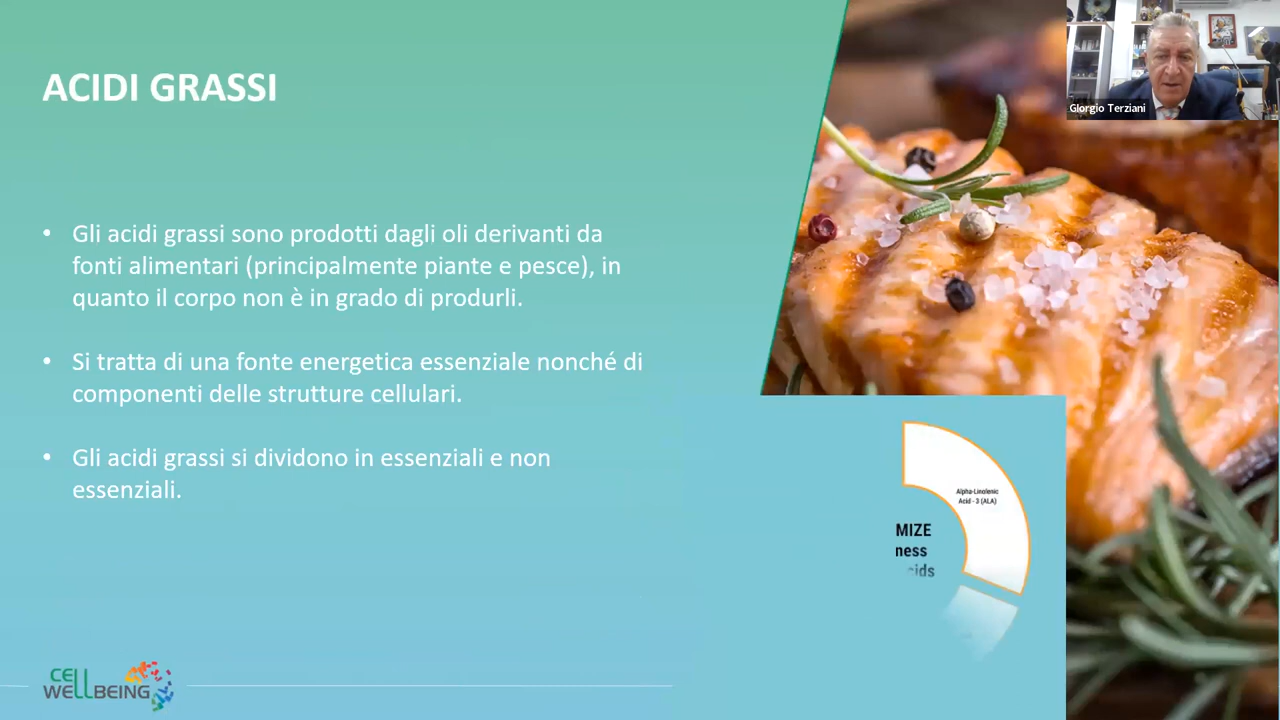 ACIDI GRASSI
GIorgio Terziani
• Gli acidi grassi sono prodotti dagli oli derivanti da
fonti alimentari (principalmente piante e pesce), in
quanto il corpo non è in grado di produrli.
• Si tratta di una fonte energetica essenziale nonché di
componenti delle strutture cellulari.
• Gli acidi grassi si dividono in essenziali e non
essenziali.
Alpha-Linolenic
Acid - 3 (ALA)
MIZE
ness
cids
CELL
WELLBEING